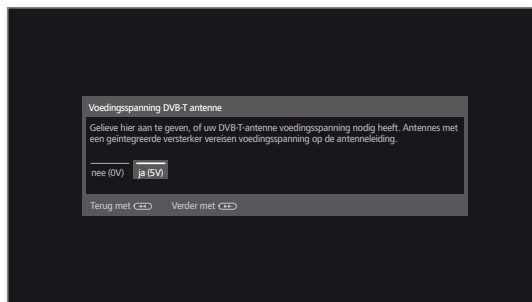 Voedingsspanning DVB-T antenne
Gelieve hier aan te geven, of uw DVB-T-antenne voedingsspanning nodig heeft. Antennes met
een geïntegreerde versterker vereisen voedingsspanning op de antenneleiding.
nee (0V) ja (5V)
Terug met ◀◀ Verder met ▶▶